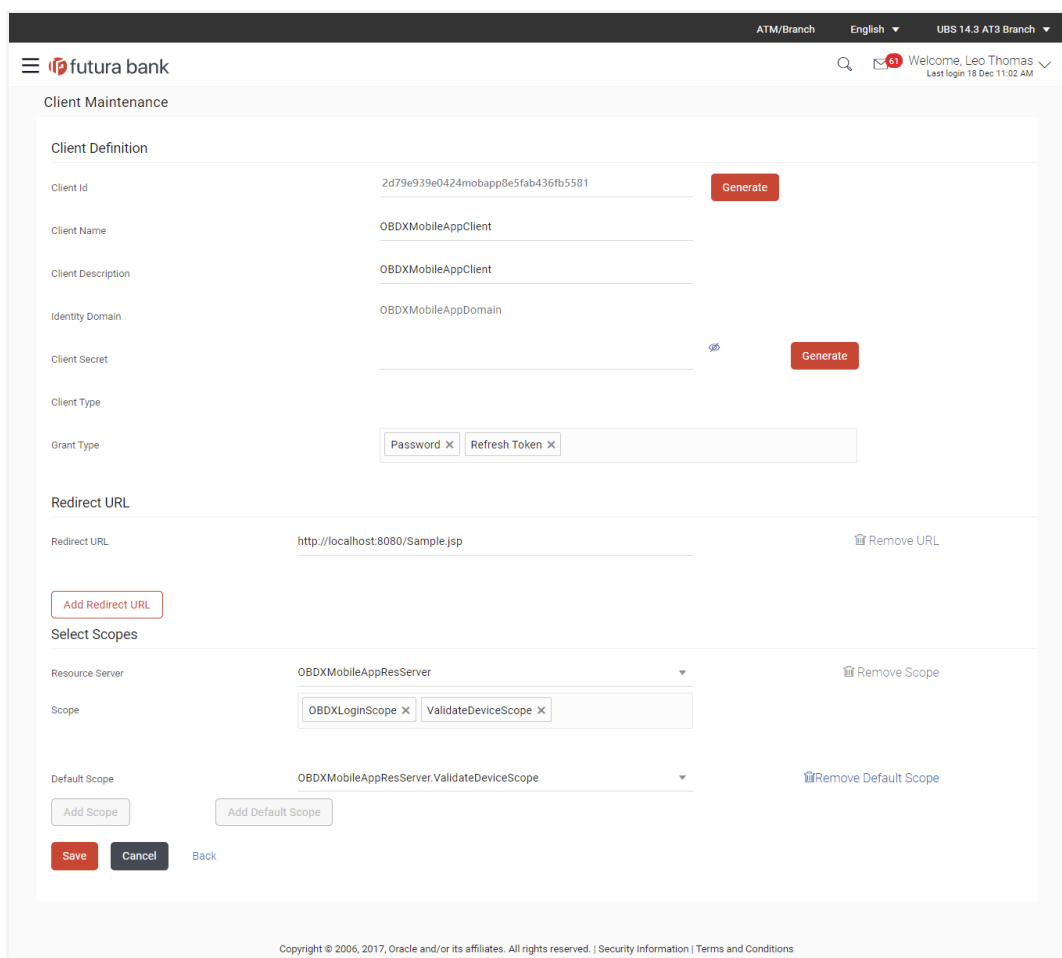 ATM/Branch English UBS 14.3 AT3 Branch
futura bank 61 Welcome, Leo Thomas
Last login 18 Dec 11:02 AM
Client Maintenance
Client Definition
Client Id 2d79e939e0424mobapp8e5fab436fb5581 Generate
Client Name OBDXMobileAppClient
Client Description OBDXMobileAppClient
Identity Domain OBDXMobileAppDomain
Client Secret Generate
Client Type
Grant Type Password Refresh Token
Redirect URL
Redirect URL http://localhost:8080/Sample.jsp Remove URL
Add Redirect URL
Select Scopes
Resource Server OBDXMobileAppResServer Remove Scope
Scope OBDXLoginScope ValidateDeviceScope
Default Scope OBDXMobileAppResServer.ValidateDeviceScope Remove Default Scope
Add Scope Add Default Scope
Save Cancel Back
Copyright © 2006, 2017, Oracle and/or its affiliates. All rights reserved. | Security Information | Terms and Conditions